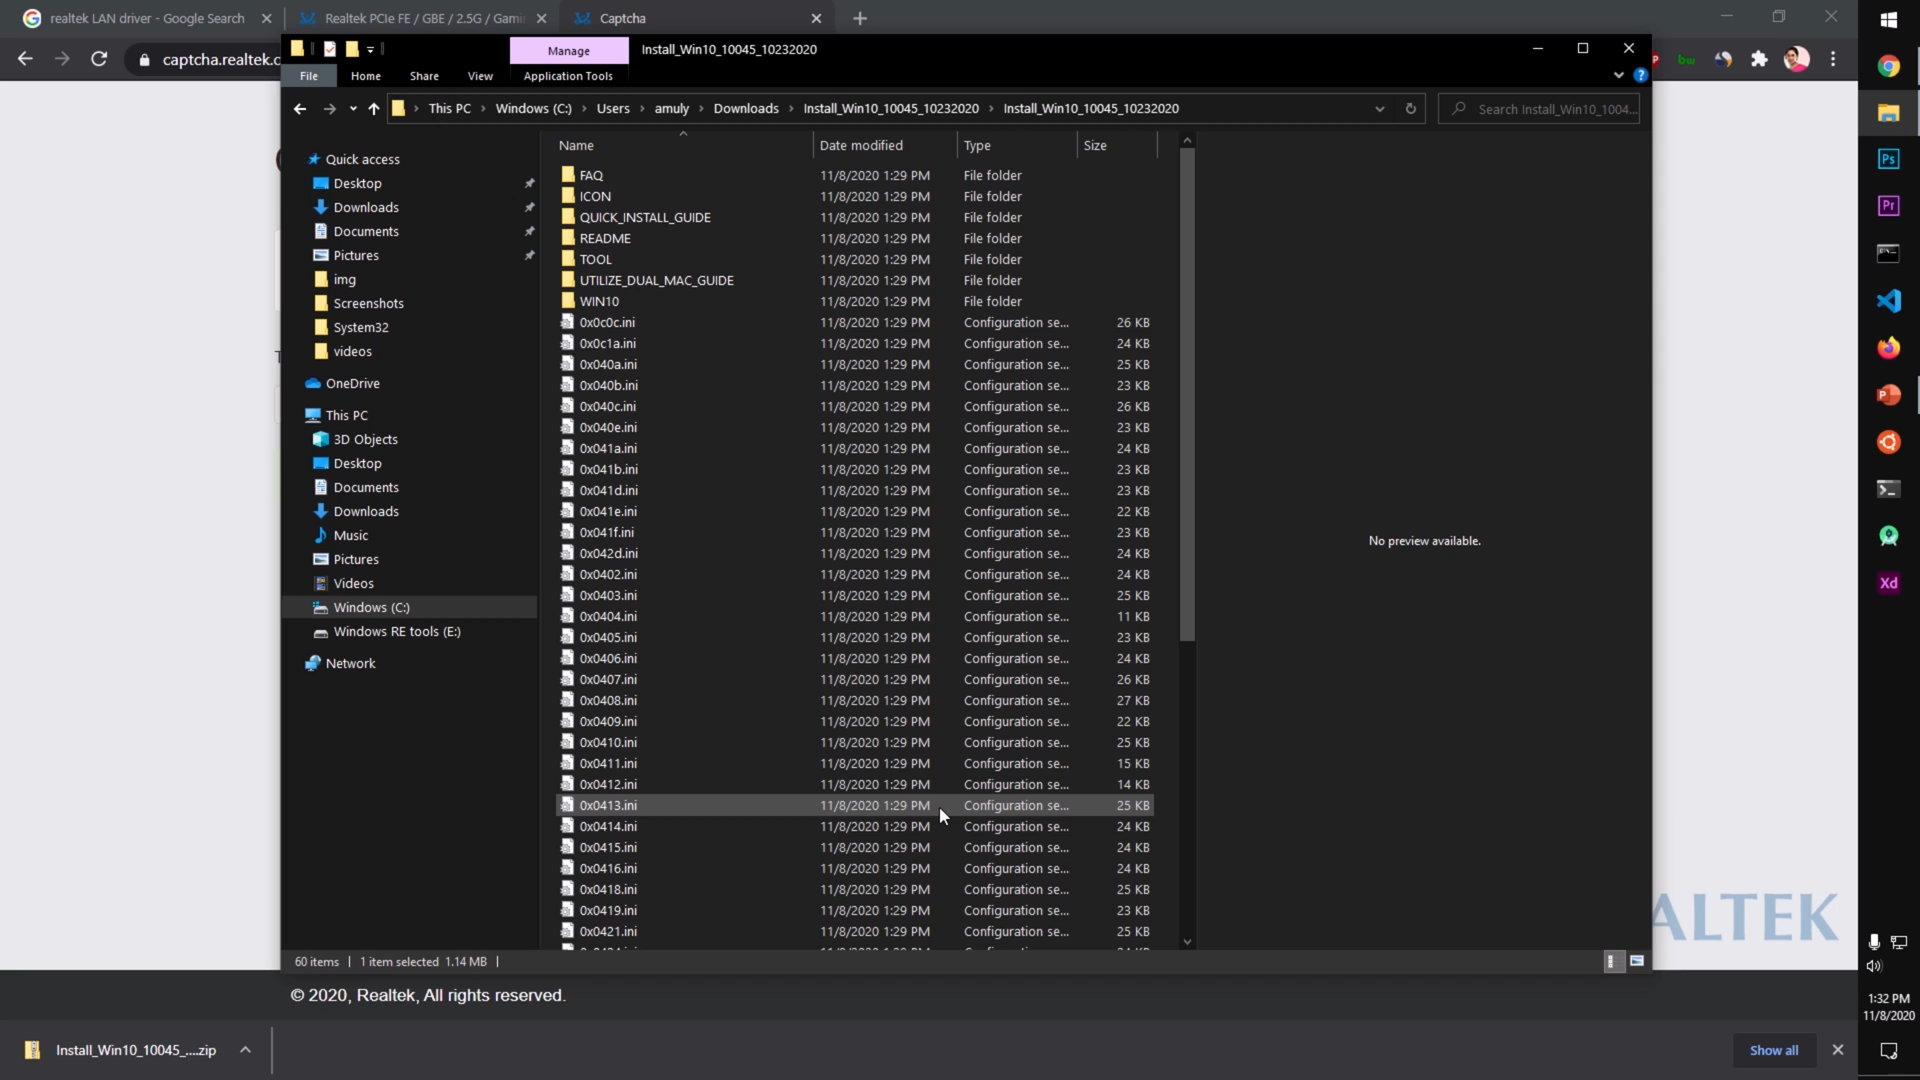 realtek LAN driver - Google Search
Realtek PCIe FE / GBE / 2.5G / Gami
Captcha
captcha.realtek.c
Manage
Install_Win10_10045_10232020
File
Home
Share
View
Application Tools
This PC
Windows (C:)
Users
amuly
Downloads
Install_Win10_10045_10232020
Install_Win10_10045_10232020
Search Install_Win10_1004...
Quick access
Desktop
Downloads
Documents
Pictures
img
Screenshots
System32
videos
OneDrive
This PC
3D Objects
Desktop
Documents
Downloads
Music
Pictures
Videos
Windows (C:)
Windows RE tools (E:)
Network
Name Date modified Type Size
FAQ 11/8/2020 1:29 PM File folder
ICON 11/8/2020 1:29 PM File folder
QUICK_INSTALL_GUIDE 11/8/2020 1:29 PM File folder
README 11/8/2020 1:29 PM File folder
TOOL 11/8/2020 1:29 PM File folder
UTILIZE_DUAL_MAC_GUIDE 11/8/2020 1:29 PM File folder
WIN10 11/8/2020 1:29 PM File folder
0x0c0c.ini 11/8/2020 1:29 PM Configuration se... 26 KB
0x0c1a.ini 11/8/2020 1:29 PM Configuration se... 24 KB
0x040a.ini 11/8/2020 1:29 PM Configuration se... 25 KB
0x040b.ini 11/8/2020 1:29 PM Configuration se... 23 KB
0x040c.ini 11/8/2020 1:29 PM Configuration se... 26 KB
0x040e.ini 11/8/2020 1:29 PM Configuration se... 23 KB
0x041a.ini 11/8/2020 1:29 PM Configuration se... 24 KB
0x041b.ini 11/8/2020 1:29 PM Configuration se... 23 KB
0x041d.ini 11/8/2020 1:29 PM Configuration se... 23 KB
0x041e.ini 11/8/2020 1:29 PM Configuration se... 22 KB
0x041f.ini 11/8/2020 1:29 PM Configuration se... 23 KB
0x042d.ini 11/8/2020 1:29 PM Configuration se... 24 KB
0x0402.ini 11/8/2020 1:29 PM Configuration se... 24 KB
0x0403.ini 11/8/2020 1:29 PM Configuration se... 25 KB
0x0404.ini 11/8/2020 1:29 PM Configuration se... 11 KB
0x0405.ini 11/8/2020 1:29 PM Configuration se... 23 KB
0x0406.ini 11/8/2020 1:29 PM Configuration se... 24 KB
0x0407.ini 11/8/2020 1:29 PM Configuration se... 26 KB
0x0408.ini 11/8/2020 1:29 PM Configuration se... 27 KB
0x0409.ini 11/8/2020 1:29 PM Configuration se... 22 KB
0x0410.ini 11/8/2020 1:29 PM Configuration se... 25 KB
0x0411.ini 11/8/2020 1:29 PM Configuration se... 15 KB
0x0412.ini 11/8/2020 1:29 PM Configuration se... 14 KB
0x0413.ini 11/8/2020 1:29 PM Configuration se... 25 KB
0x0414.ini 11/8/2020 1:29 PM Configuration se... 24 KB
0x0415.ini 11/8/2020 1:29 PM Configuration se... 24 KB
0x0416.ini 11/8/2020 1:29 PM Configuration se... 24 KB
0x0418.ini 11/8/2020 1:29 PM Configuration se... 25 KB
0x0419.ini 11/8/2020 1:29 PM Configuration se... 23 KB
0x0421.ini 11/8/2020 1:29 PM Configuration se... 25 KB
No preview available.
60 items 1 item selected 1.14 MB
ALTEK
© 2020, Realtek, All rights reserved.
Install_Win10_10045_....zip
Show all
Ps
Pr
Xd
1:32 PM
11/8/2020